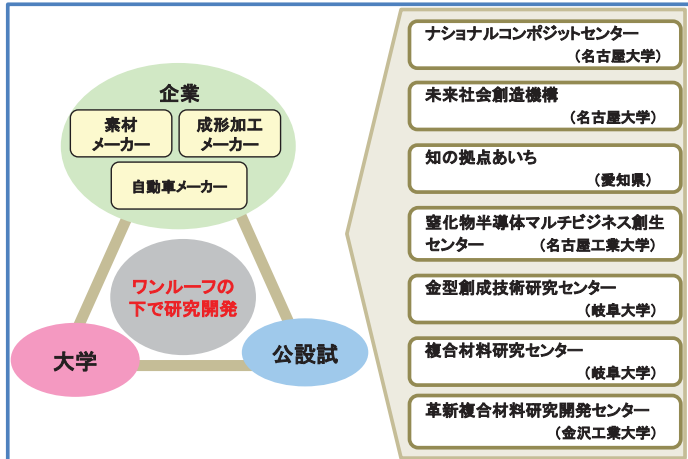 企業
素材
メーカー
成形加工
メーカー
自動車メーカー
ワンルーフの
下で研究開発
大学
公設試
ナショナルコンポジットセンター
（名古屋大学）
未来社会創造機構
（名古屋大学）
知の拠点あいち
（愛知県）
窒化物半導体マルチビジネス創生
センター （名古屋工業大学）
金型創成技術研究センター
（岐阜大学）
複合材料研究センター
（岐阜大学）
革新複合材料研究開発センター
（金沢工業大学）